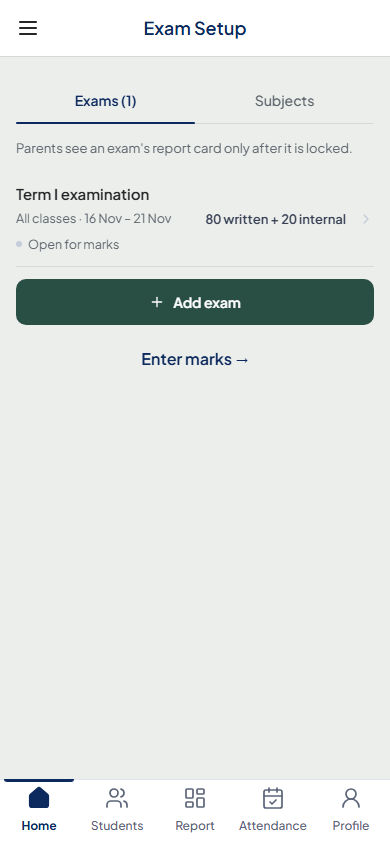 Exam Setup
Exams (1)
Subjects
Parents see an exam's report card only after it is locked.
Term I examination
All classes · 16 Nov – 21 Nov
80 written + 20 internal
Open for marks
+ Add exam
Enter marks →
Home
Students
Report
Attendance
Profile